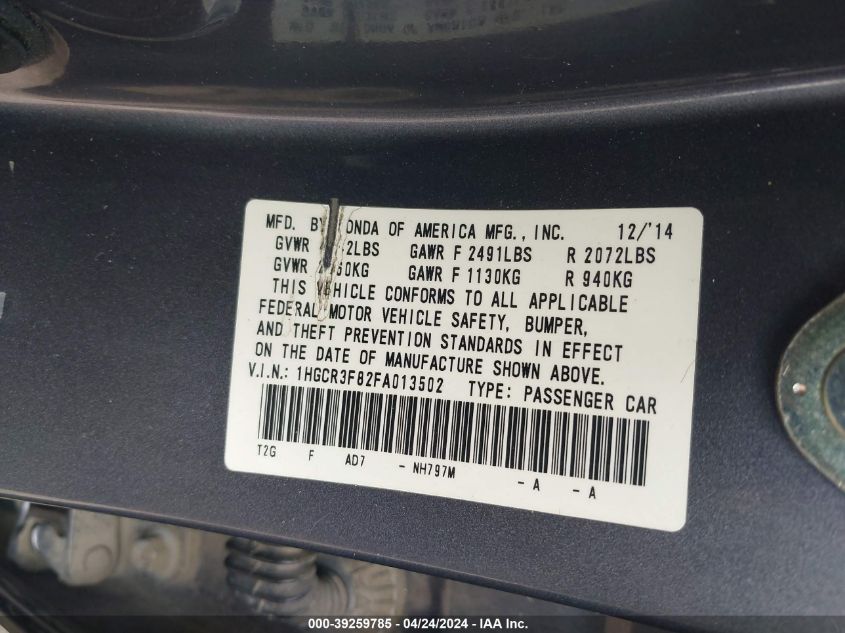 MFD. BY ONDA OF AMERICA MFG., INC. 12/'14
GVWR 2LBS GAWR F 2491LBS R 2072LBS
GVWR 60KG GAWR F 1130KG R 940KG
THIS VEHICLE CONFORMS TO ALL APPLICABLE
FEDERAL MOTOR VEHICLE SAFETY, BUMPER,
AND THEFT PREVENTION STANDARDS IN EFFECT
ON THE DATE OF MANUFACTURE SHOWN ABOVE.
V.I.N.: 1HGCR3F82FA013502 TYPE: PASSENGER CAR
T2G F AD7 - NH797M - A - A
000-39259785 / 04/24/2024 - IAA Inc.